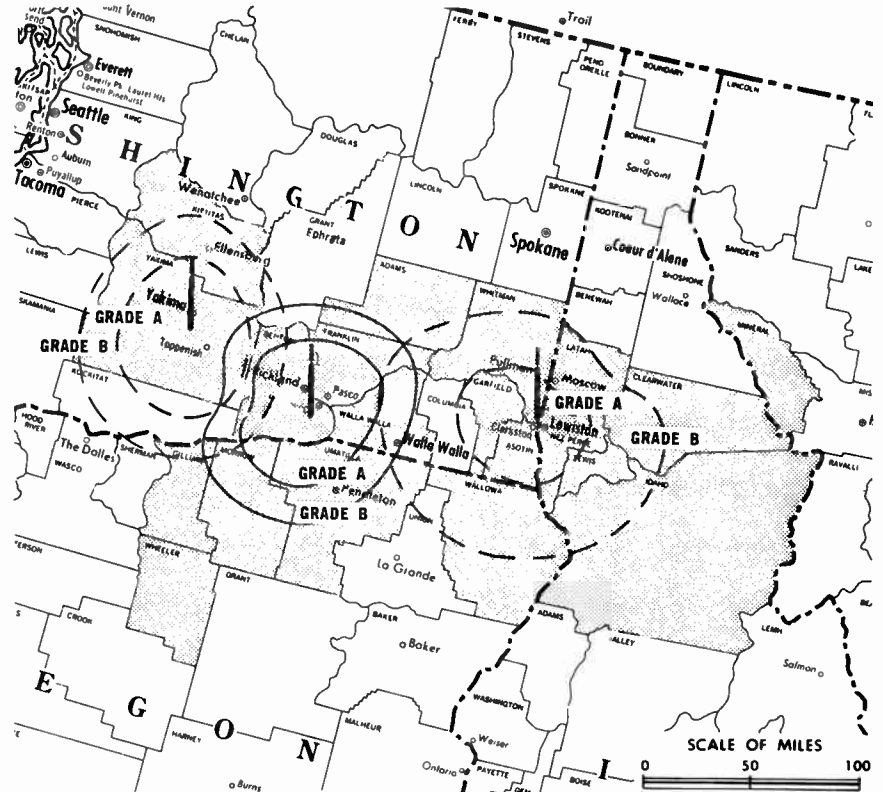 Trail
SNOHOMISH
CHELAN
FERRY
STEVENS
PEND
OREILLE
BOUNDARY
LINCOLN
Everett
Beverly Pk. Laurel Hls
Lowell Pinehurst
Seattle
KING
Renton
Auburn
Puyallup
Tacoma
PIERCE
DOUGLAS
BONNER
Sandpoint
S H I N G T O N
Wenatchee
KITTITAS
Ellensburg
GRANT
Ephrata
LINCOLN
SPOKANE
Spokane
KOOTENAI
Coeur d'Alene
SHOSHONE
Wallace
SANDERS
LAKE
LEWIS
YAKIMA
ADAMS
WHITMAN
BENEWAH
MINERAL
SKAMANIA
Yakima
GRADE A
GRADE B
Toppenish
FRANKLIN
LATAH
Pullman
Moscow
CLEARWATER
KLICKITAT
Richland
Pasco
GARFIELD
COLUMBIA
GRADE A
WALLA WALLA
Walla Walla
Clarkston
Lewiston
NEZ PERCE
ASOTIN
LEWIS
GRADE B
HOOD
RIVER
The Dalles
WASCO
SHERMAN
GILLIAM
UMATILLA
GRADE A
WALLOWA
IDAHO
RAVALLI
Pendleton
GRADE B
UNION
WHEELER
La Grande
GRANT
CROOK
BAKER
Baker
ADAMS
LEMHI
Salmon
WASHINGTON
E G O N
HARNEY
MALHEUR
Weiser
SCALE OF MILES
0 50 100
Ontario
PAYETTE
BOISE
I
Burns